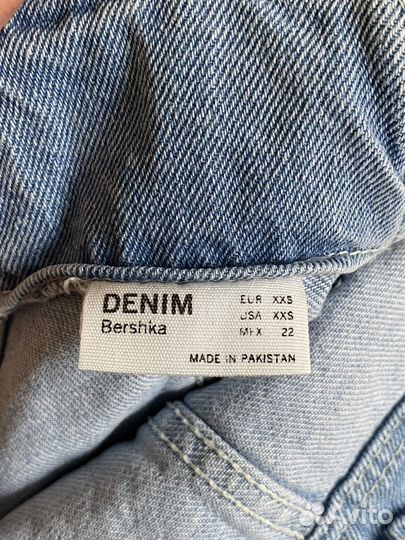 DENIM
Bershka
EUR XXS
USA XXS
MEX 22
MADE IN PAKISTAN
Avito